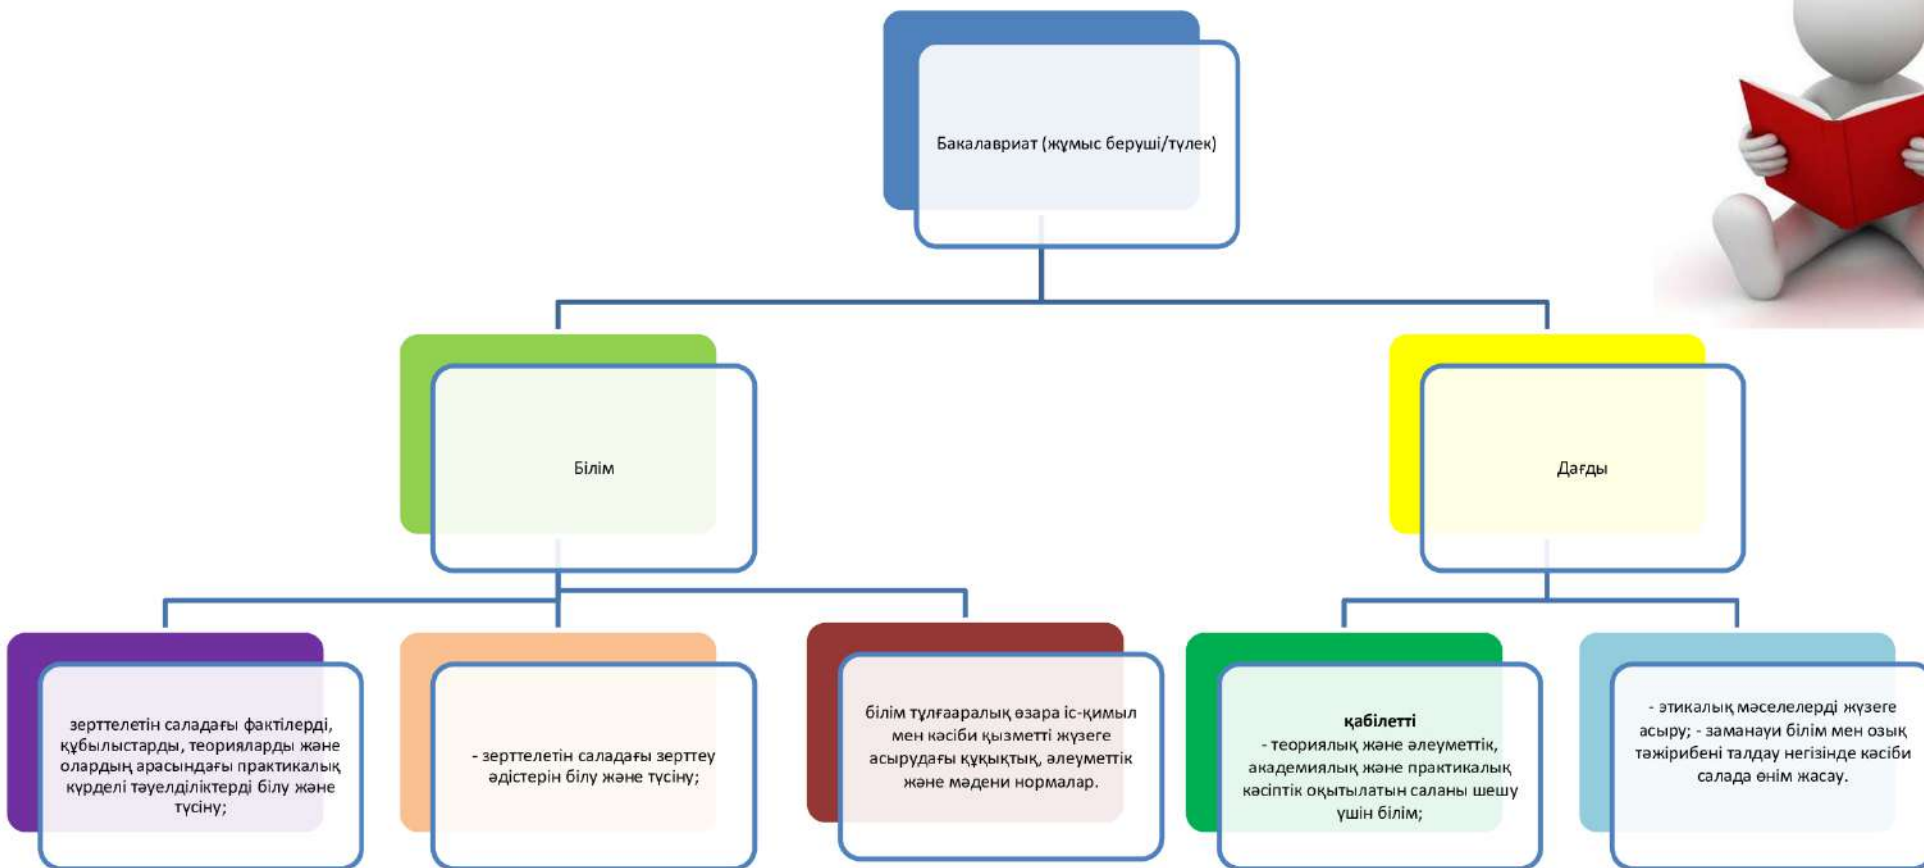 Бакалавриат (жұмыс беруші/түлек)
Білім
Дағды
зерттелетін саладағы фактілерді,
құбылыстарды, теорияларды және
олардың арасындағы практикалық
күрделі тәуелділіктерді білу және
түсіну;
- зерттелетін саладағы зерттеу
әдістерін білу және түсіну;
білім тұлғааралық өзара іс-қимыл
мен кәсіби қызметті жүзеге
асырудағы құқықтық, әлеуметтік
және мәдени нормалар.
қабілетті
- теориялық және әлеуметтік,
академиялық және практикалық
кәсіптік оқытылатын саланы шешу
үшін білім;
- этикалық мәселелерді жүзеге
асыру; - заманауи білім мен озық
тәжірибені талдау негізінде кәсіби
салада өнім жасау.